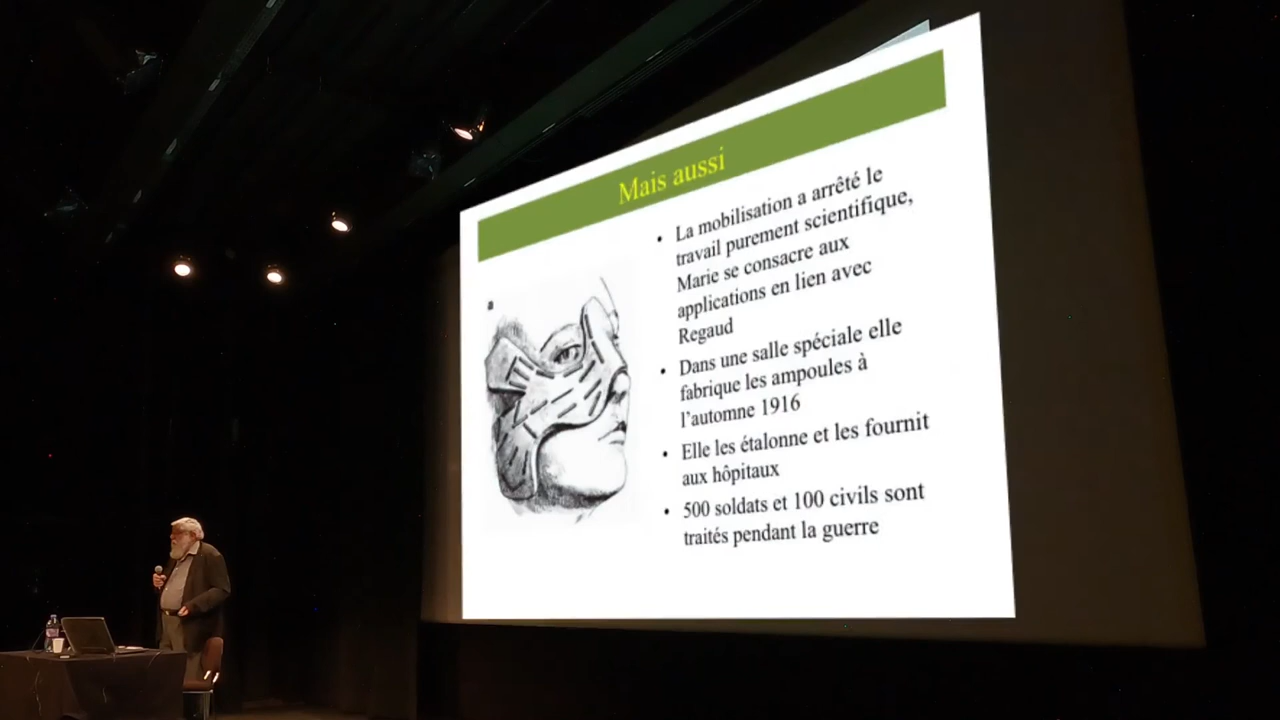 Mais aussi
a
• La mobilisation a arrêté le
travail purement scientifique,
Marie se consacre aux
applications en lien avec
Regaud
• Dans une salle spéciale elle
fabrique les ampoules à
l'automne 1916
• Elle les étalonne et les fournit
aux hôpitaux
• 500 soldats et 100 civils sont
traités pendant la guerre